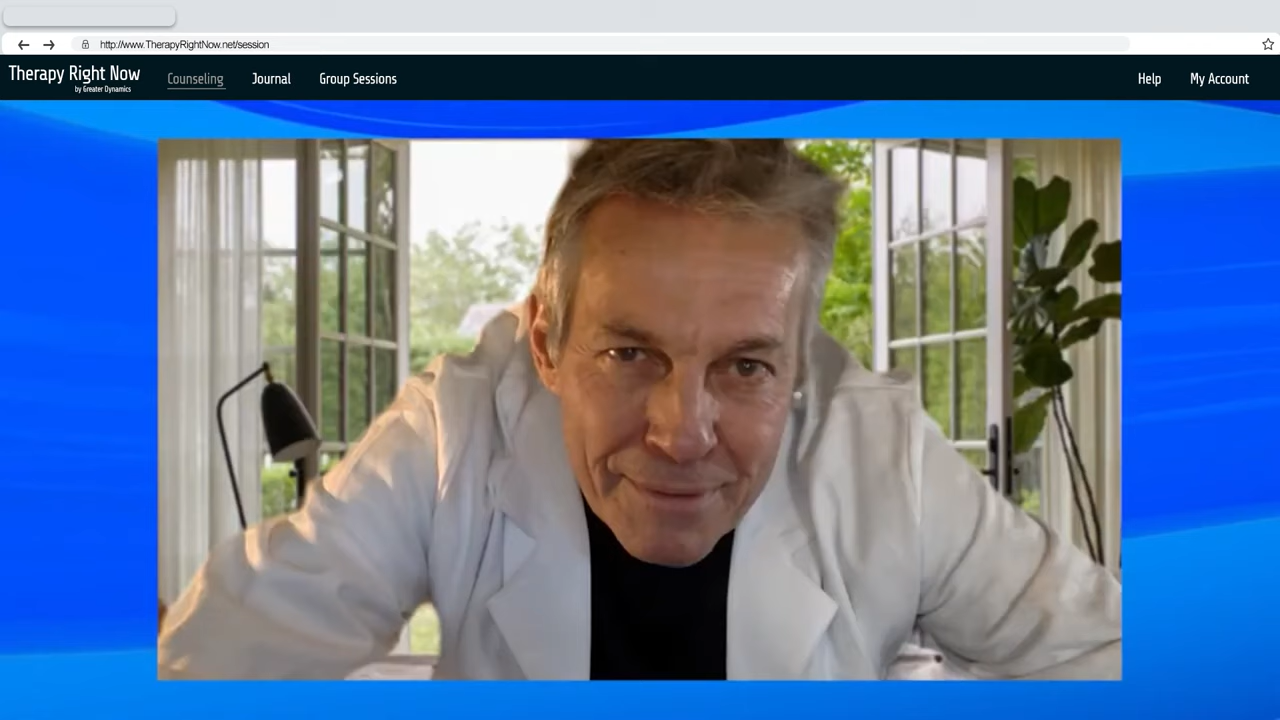 http://www.TherapyRightNow.net/session
Therapy Right Now
by Greater Dynamics
Counseling
Journal
Group Sessions
Help
My Account